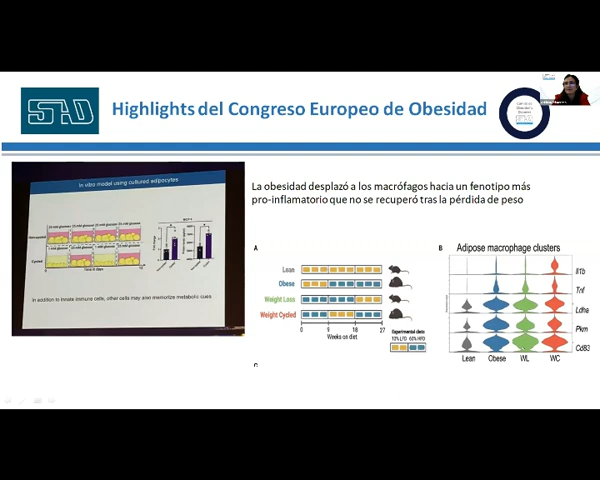 SAD
Highlights del Congreso Europeo de Obesidad
In vitro model using cultured adipocytes
In addition to innate immune cells, other cells may also memorize metabolic cues
La obesidad desplazó a los macrófagos hacia un fenotipo más
pro-inflamatorio que no se recuperó tras la pérdida de peso
A
Lean
Obese
Weight Loss
Weight Cycled
0 9 18 27
Weeks on diet
Experimental diets
10% LFD 60% HFD
B
Adipose macrophage clusters
Il1b
Tnf
Ldha
Pkm
Cd83
Lean Obese WL WC
C